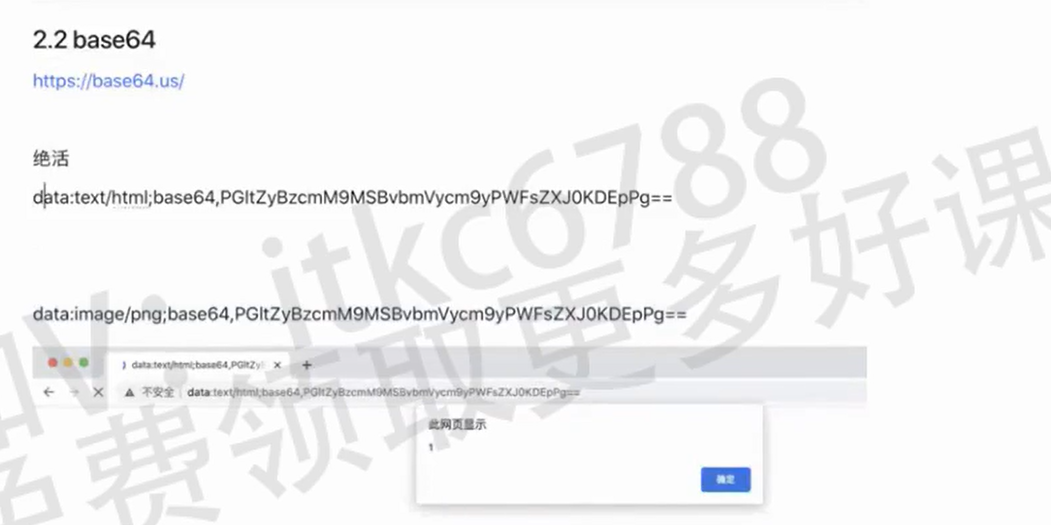 2.2 base64
https://base64.us/
绝活
data:text/html;base64,PGltZyBzcmM9MSBvbmVycm9yPWFsZXJ0KDEpPg==
data:image/png;base64,PGltZyBzcmM9MSBvbmVycm9yPWFsZXJ0KDEpPg==
data:text/html;base64,PGltZyB
不安全 data:text/html;base64,PGltZyBzcmM9MSBvbmVycm9yPWFsZXJ0KDEpPg==
此网页显示
1
确定
itkc6788
免费领取更多好课